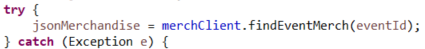 try {
    jsonMerchandise = merchClient.findEventMerch(eventId);
} catch (Exception e) {